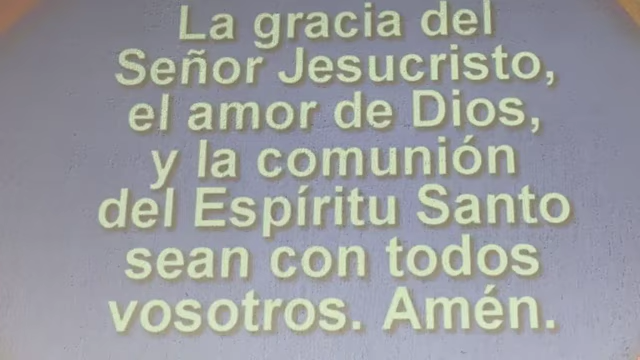 La gracia del
Señor Jesucristo,
el amor de Dios,
y la comunión
del Espíritu Santo
sean con todos
vosotros. Amén.